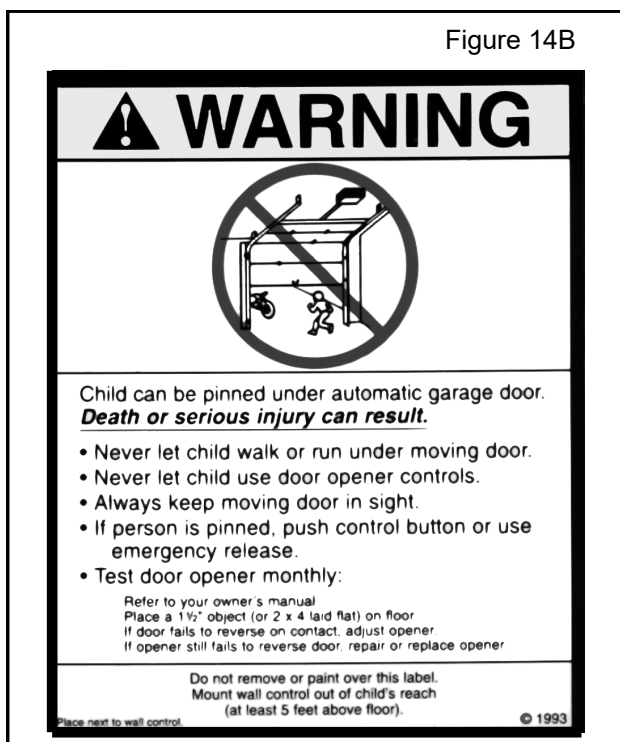 Figure 14B
WARNING
Child can be pinned under automatic garage door.
Death or serious injury can result.
• Never let child walk or run under moving door.
• Never let child use door opener controls.
• Always keep moving door in sight.
• If person is pinned, push control button or use
emergency release.
• Test door opener monthly:
Refer to your owner's manual
Place a 1½" object (or 2 x 4 laid flat) on floor
If door fails to reverse on contact, adjust opener.
If opener still fails to reverse door, repair or replace opener.
Do not remove or paint over this label.
Mount wall control out of child's reach
(at least 5 feet above floor).
Place next to wall control.
© 1993